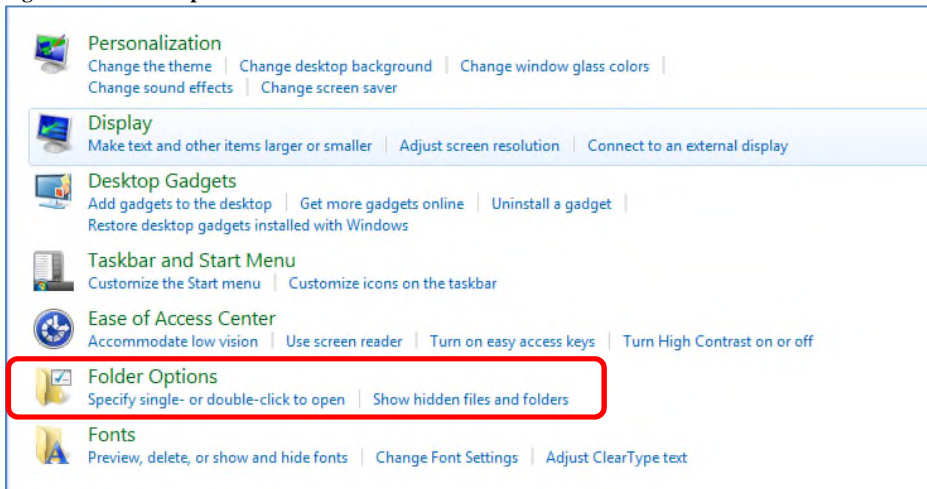 Personalization
Change the theme | Change desktop background | Change window glass colors |
Change sound effects | Change screen saver
Display
Make text and other items larger or smaller | Adjust screen resolution | Connect to an external display
Desktop Gadgets
Add gadgets to the desktop | Get more gadgets online | Uninstall a gadget |
Restore desktop gadgets installed with Windows
Taskbar and Start Menu
Customize the Start menu | Customize icons on the taskbar
Ease of Access Center
Accommodate low vision | Use screen reader | Turn on easy access keys | Turn High Contrast on or off
Folder Options
Specify single- or double-click to open | Show hidden files and folders
Fonts
Preview, delete, or show and hide fonts | Change Font Settings | Adjust ClearType text